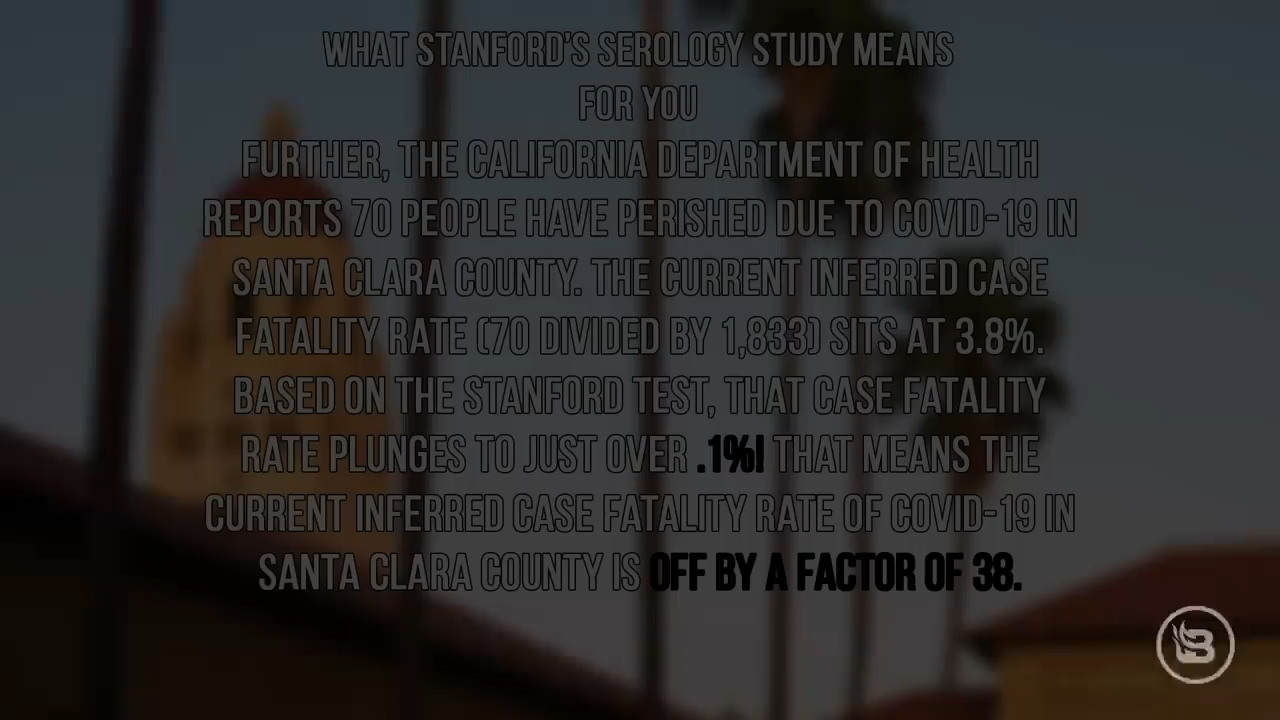 WHAT STANFORD'S SEROLOGY STUDY MEANS
FOR YOU
FURTHER, THE CALIFORNIA DEPARTMENT OF HEALTH
REPORTS 70 PEOPLE HAVE PERISHED DUE TO COVID-19 IN
SANTA CLARA COUNTY. THE CURRENT INFERRED CASE
FATALITY RATE (70 DIVIDED BY 1,833) SITS AT 3.8%.
BASED ON THE STANFORD TEST, THAT CASE FATALITY
RATE PLUNGES TO JUST OVER .1%! THAT MEANS THE
CURRENT INFERRED CASE FATALITY RATE OF COVID-19 IN
SANTA CLARA COUNTY IS OFF BY A FACTOR OF 38.
B